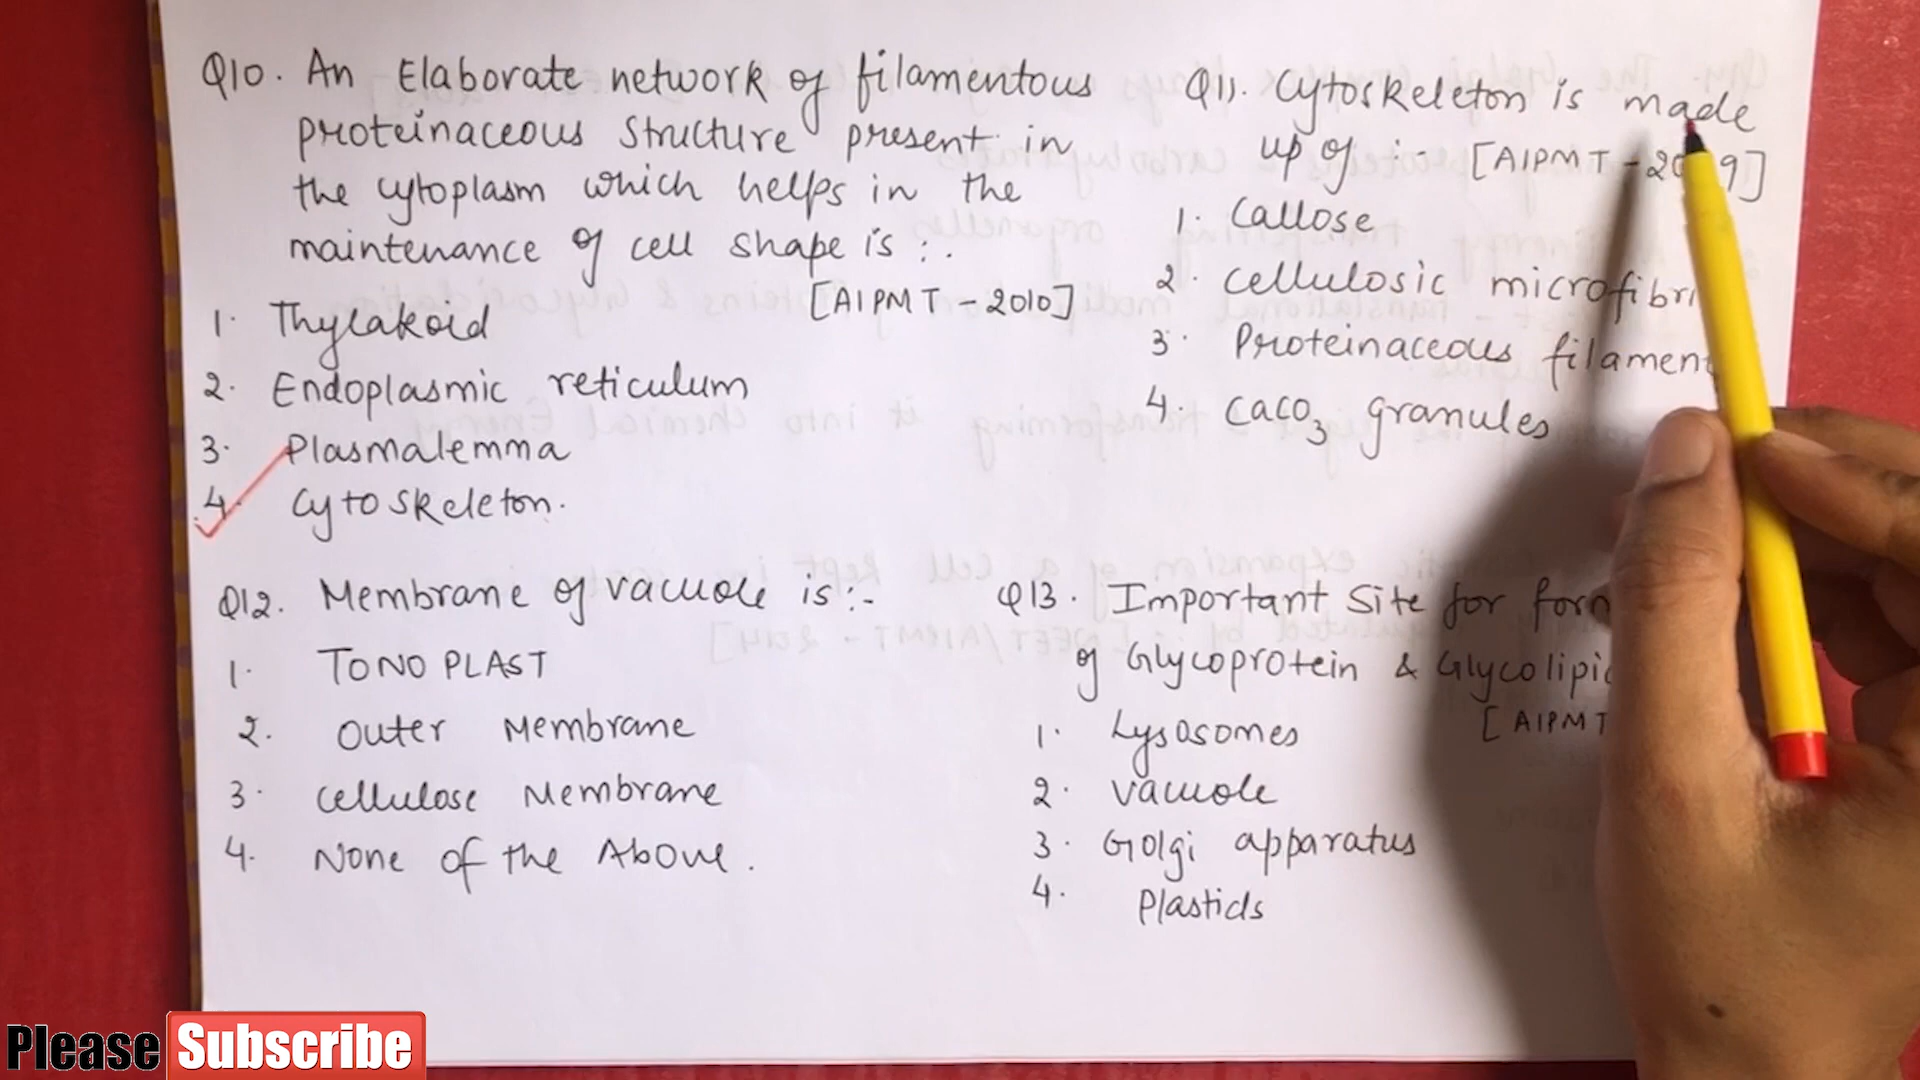 Q10. An Elaborate network of filamentous
proteinaceous structure present in
the cytoplasm which helps in the
maintenance of cell shape is :.
[AIPMT - 2010]
1. Thylakoid
2. Endoplasmic reticulum
3. Plasmalemma
4. Cytoskeleton.
Q11. Cytoskeleton is made
up of :- [AIPMT -
1. Callose
2. Cellulosic
3. Proteinaceous
4. CaCO3 granules
Q12. Membrane of vacuole is :-
1. TONOPLAST
2. Outer Membrane
3. Cellulose Membrane
4. None of the Above.
Q13. Important Site for
of Glycoprotein &
[AIPMT
1. Lysosomes
2. Vacuole
3. Golgi apparatus
4. Plastids
Please Subscribe